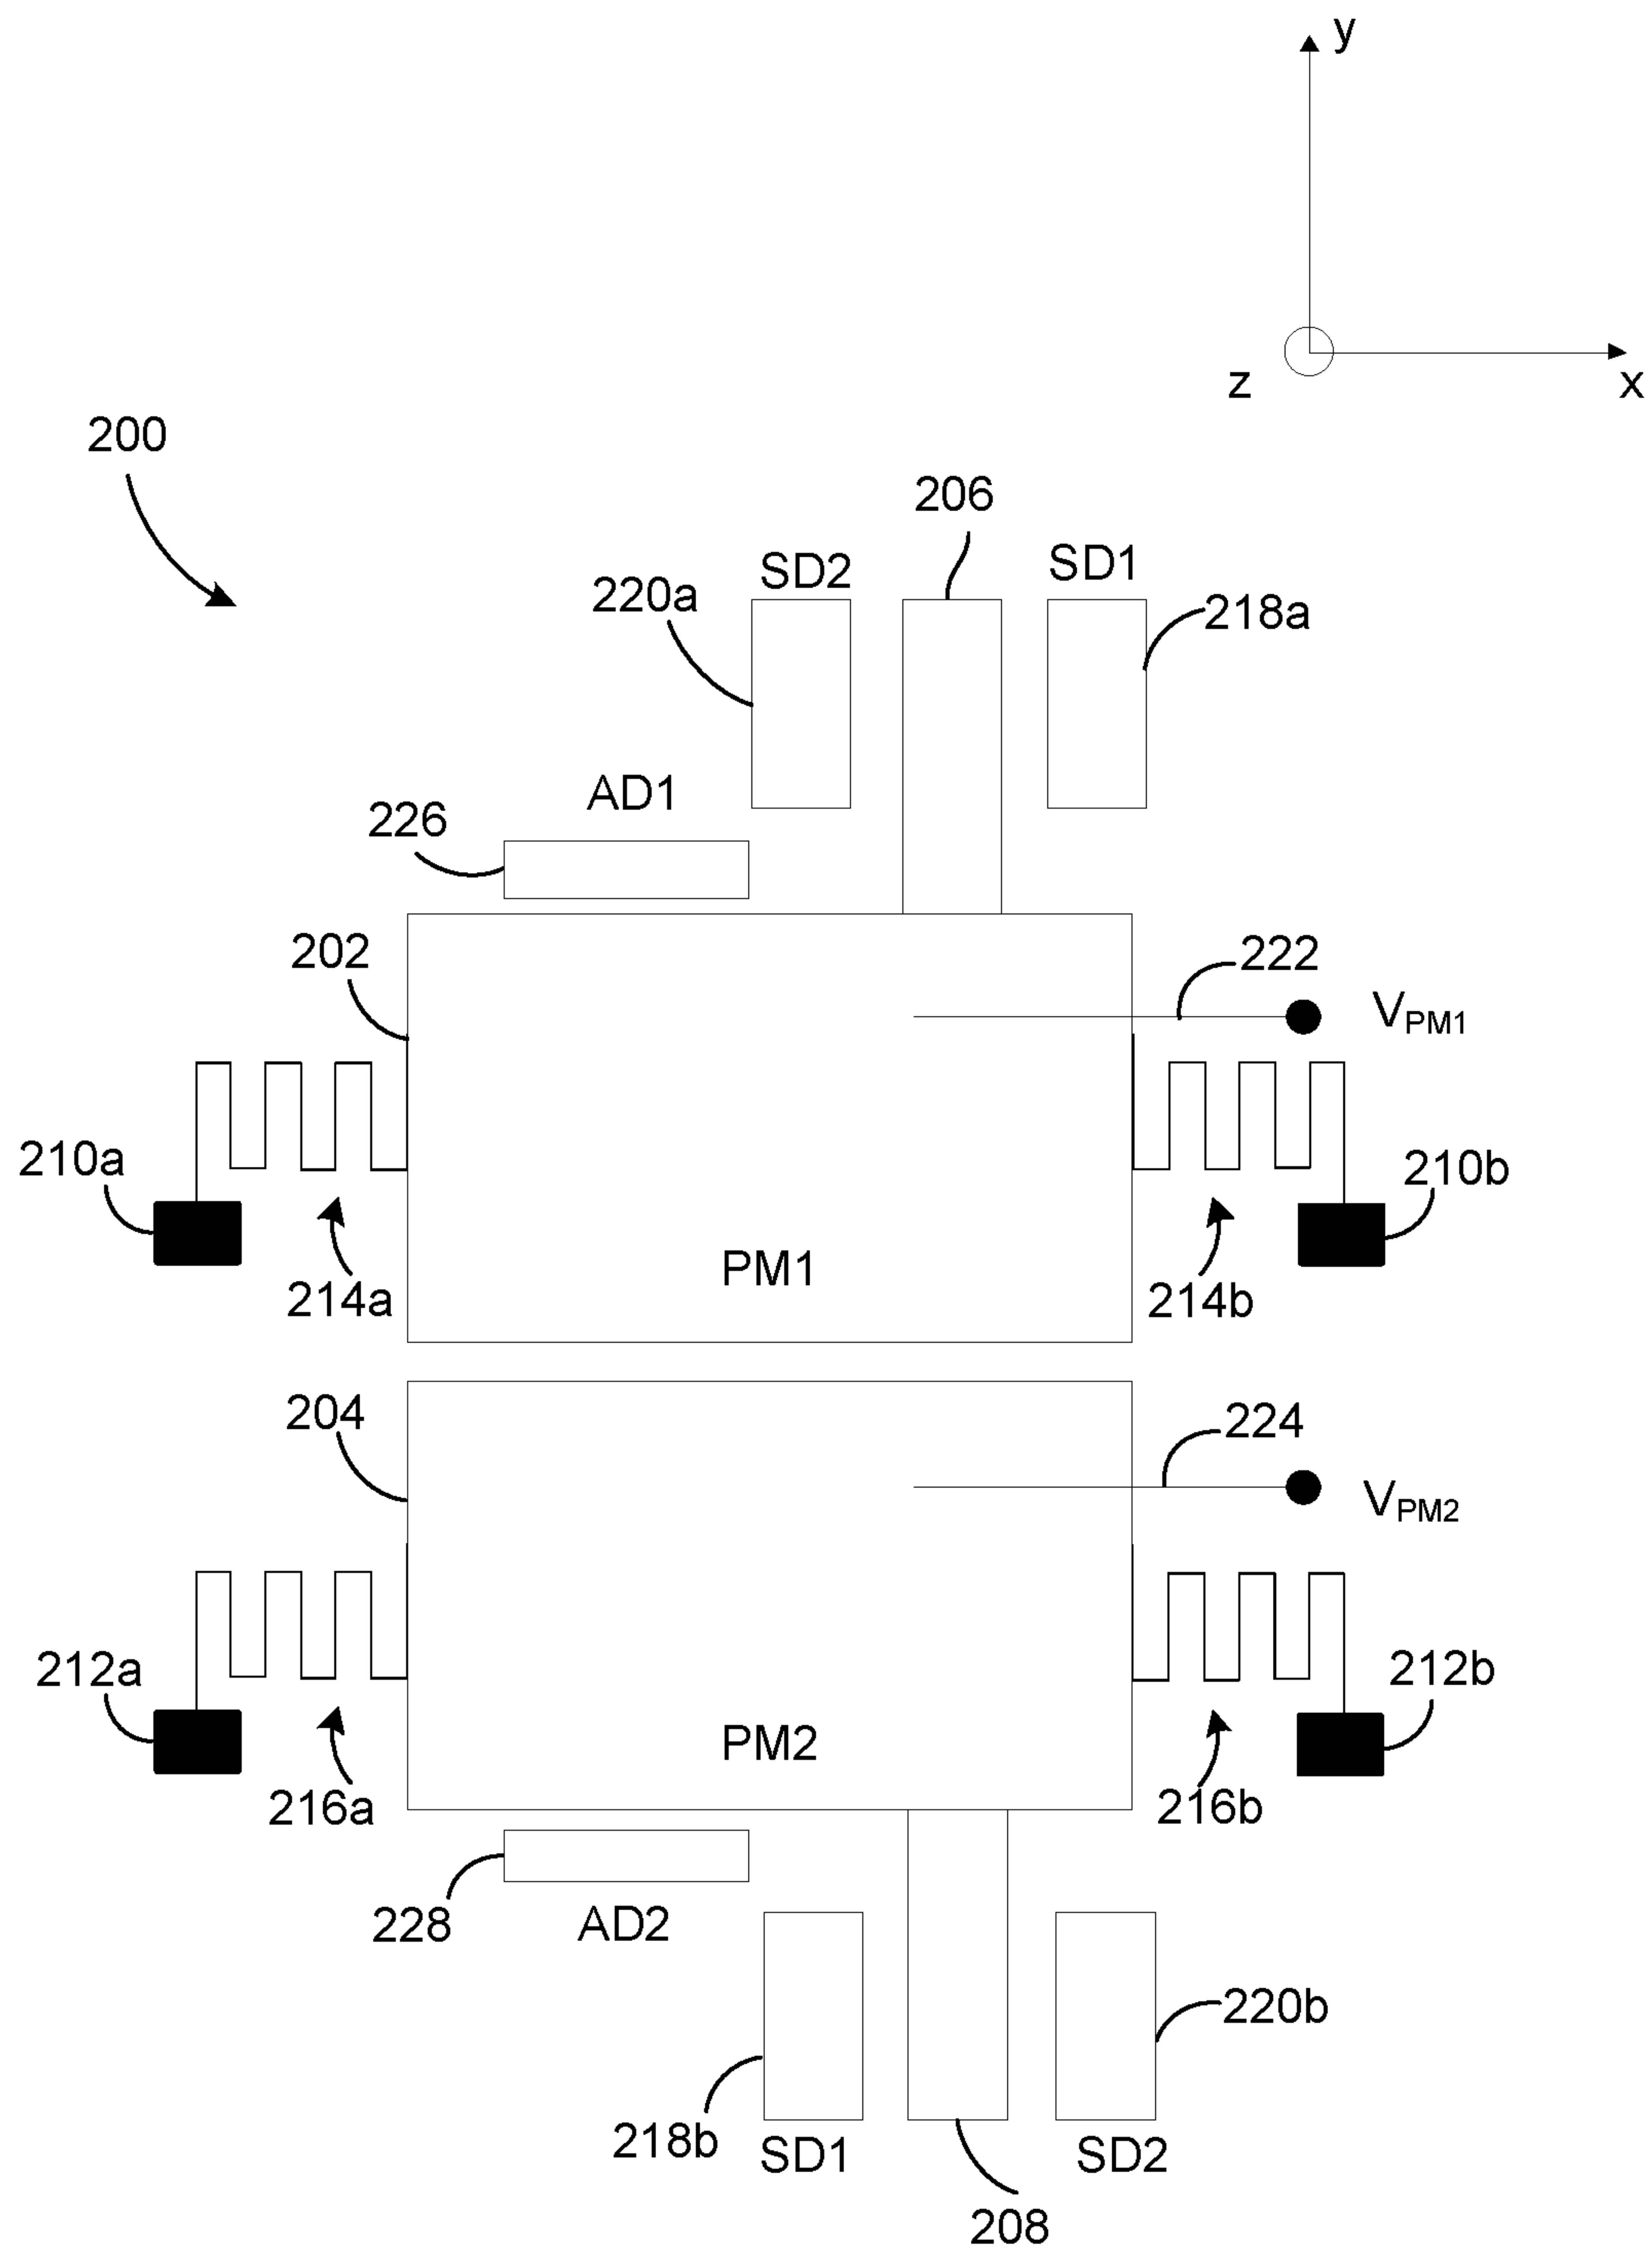 y
z
x
200
206
SD2
SD1
220a
218a
AD1
226
202
222
VPM1
210a
210b
214a
PM1
214b
204
224
VPM2
212a
212b
PM2
216a
216b
228
AD2
220b
218b
SD1
SD2
208